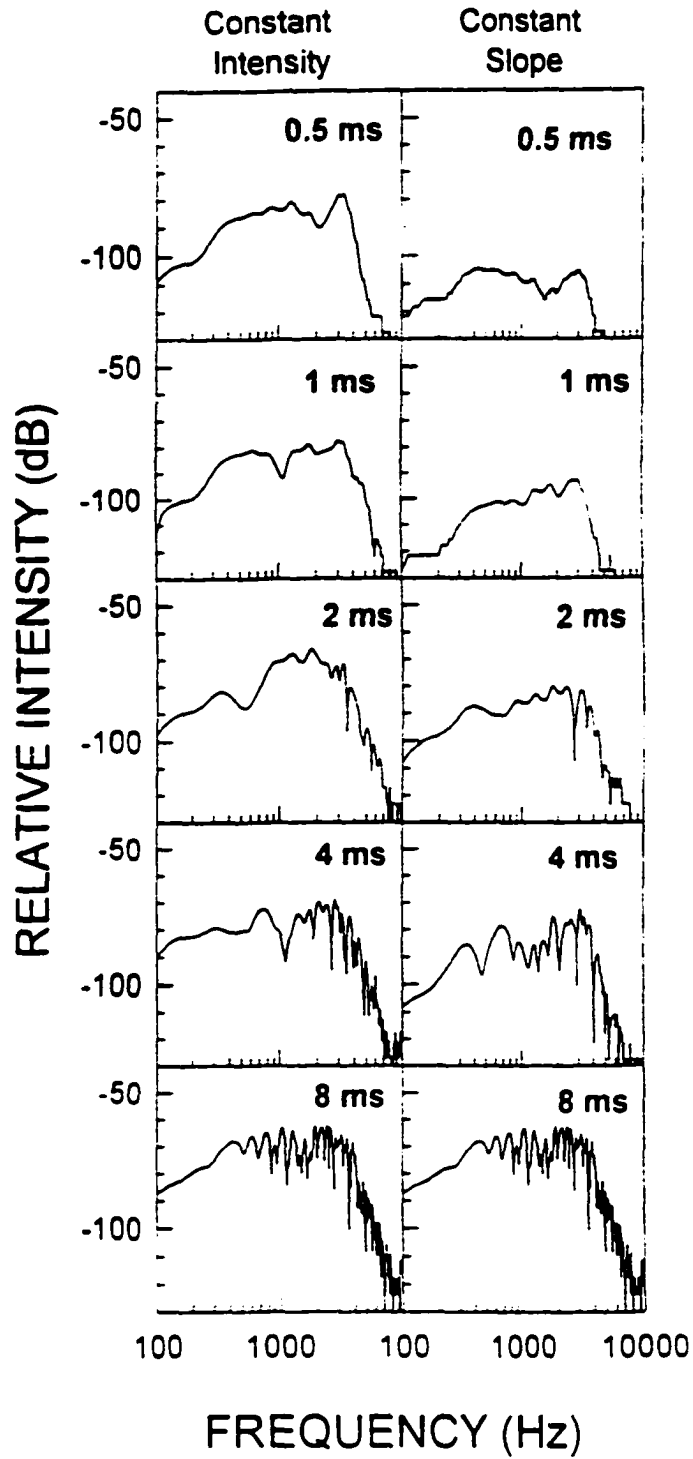 Constant
Intensity
Constant
Slope
-50
0.5 ms
0.5 ms
-100
-50
1 ms
1 ms
-100
-50
2 ms
2 ms
-100
-50
4 ms
4 ms
-100
-50
8 ms
8 ms
-100
100
1000
100
1000
10000
RELATIVE INTENSITY (dB)
FREQUENCY (Hz)